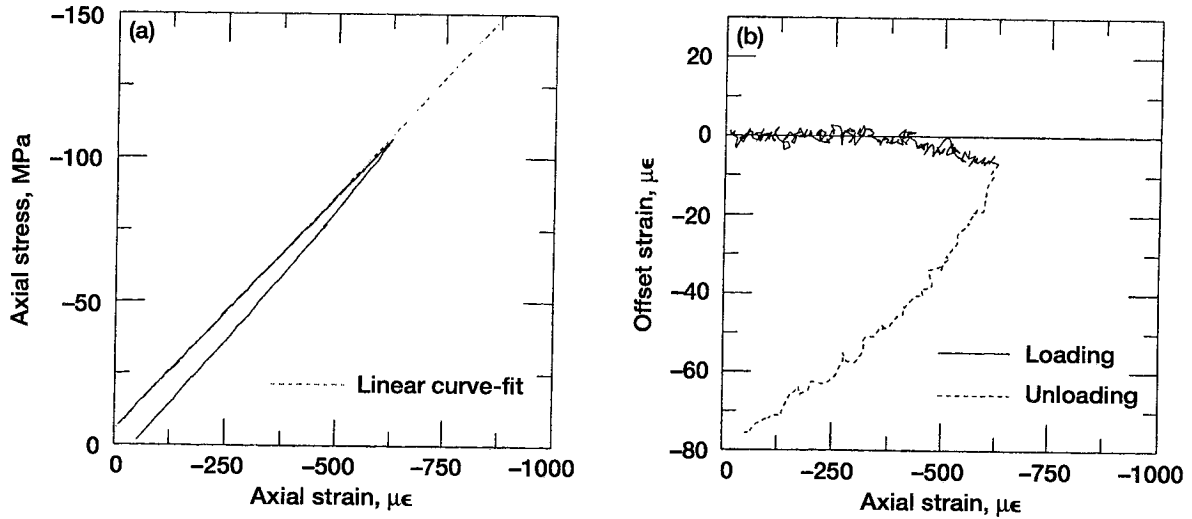 (a)
−150
−100
−50
0
Axial stress, MPa
Linear curve-fit
0 −250 −500 −750 −1000
Axial strain, με
(b)
20
0
−20
−40
−60
−80
Offset strain, με
Loading
Unloading
0 −250 −500 −750 −1000
Axial strain, με